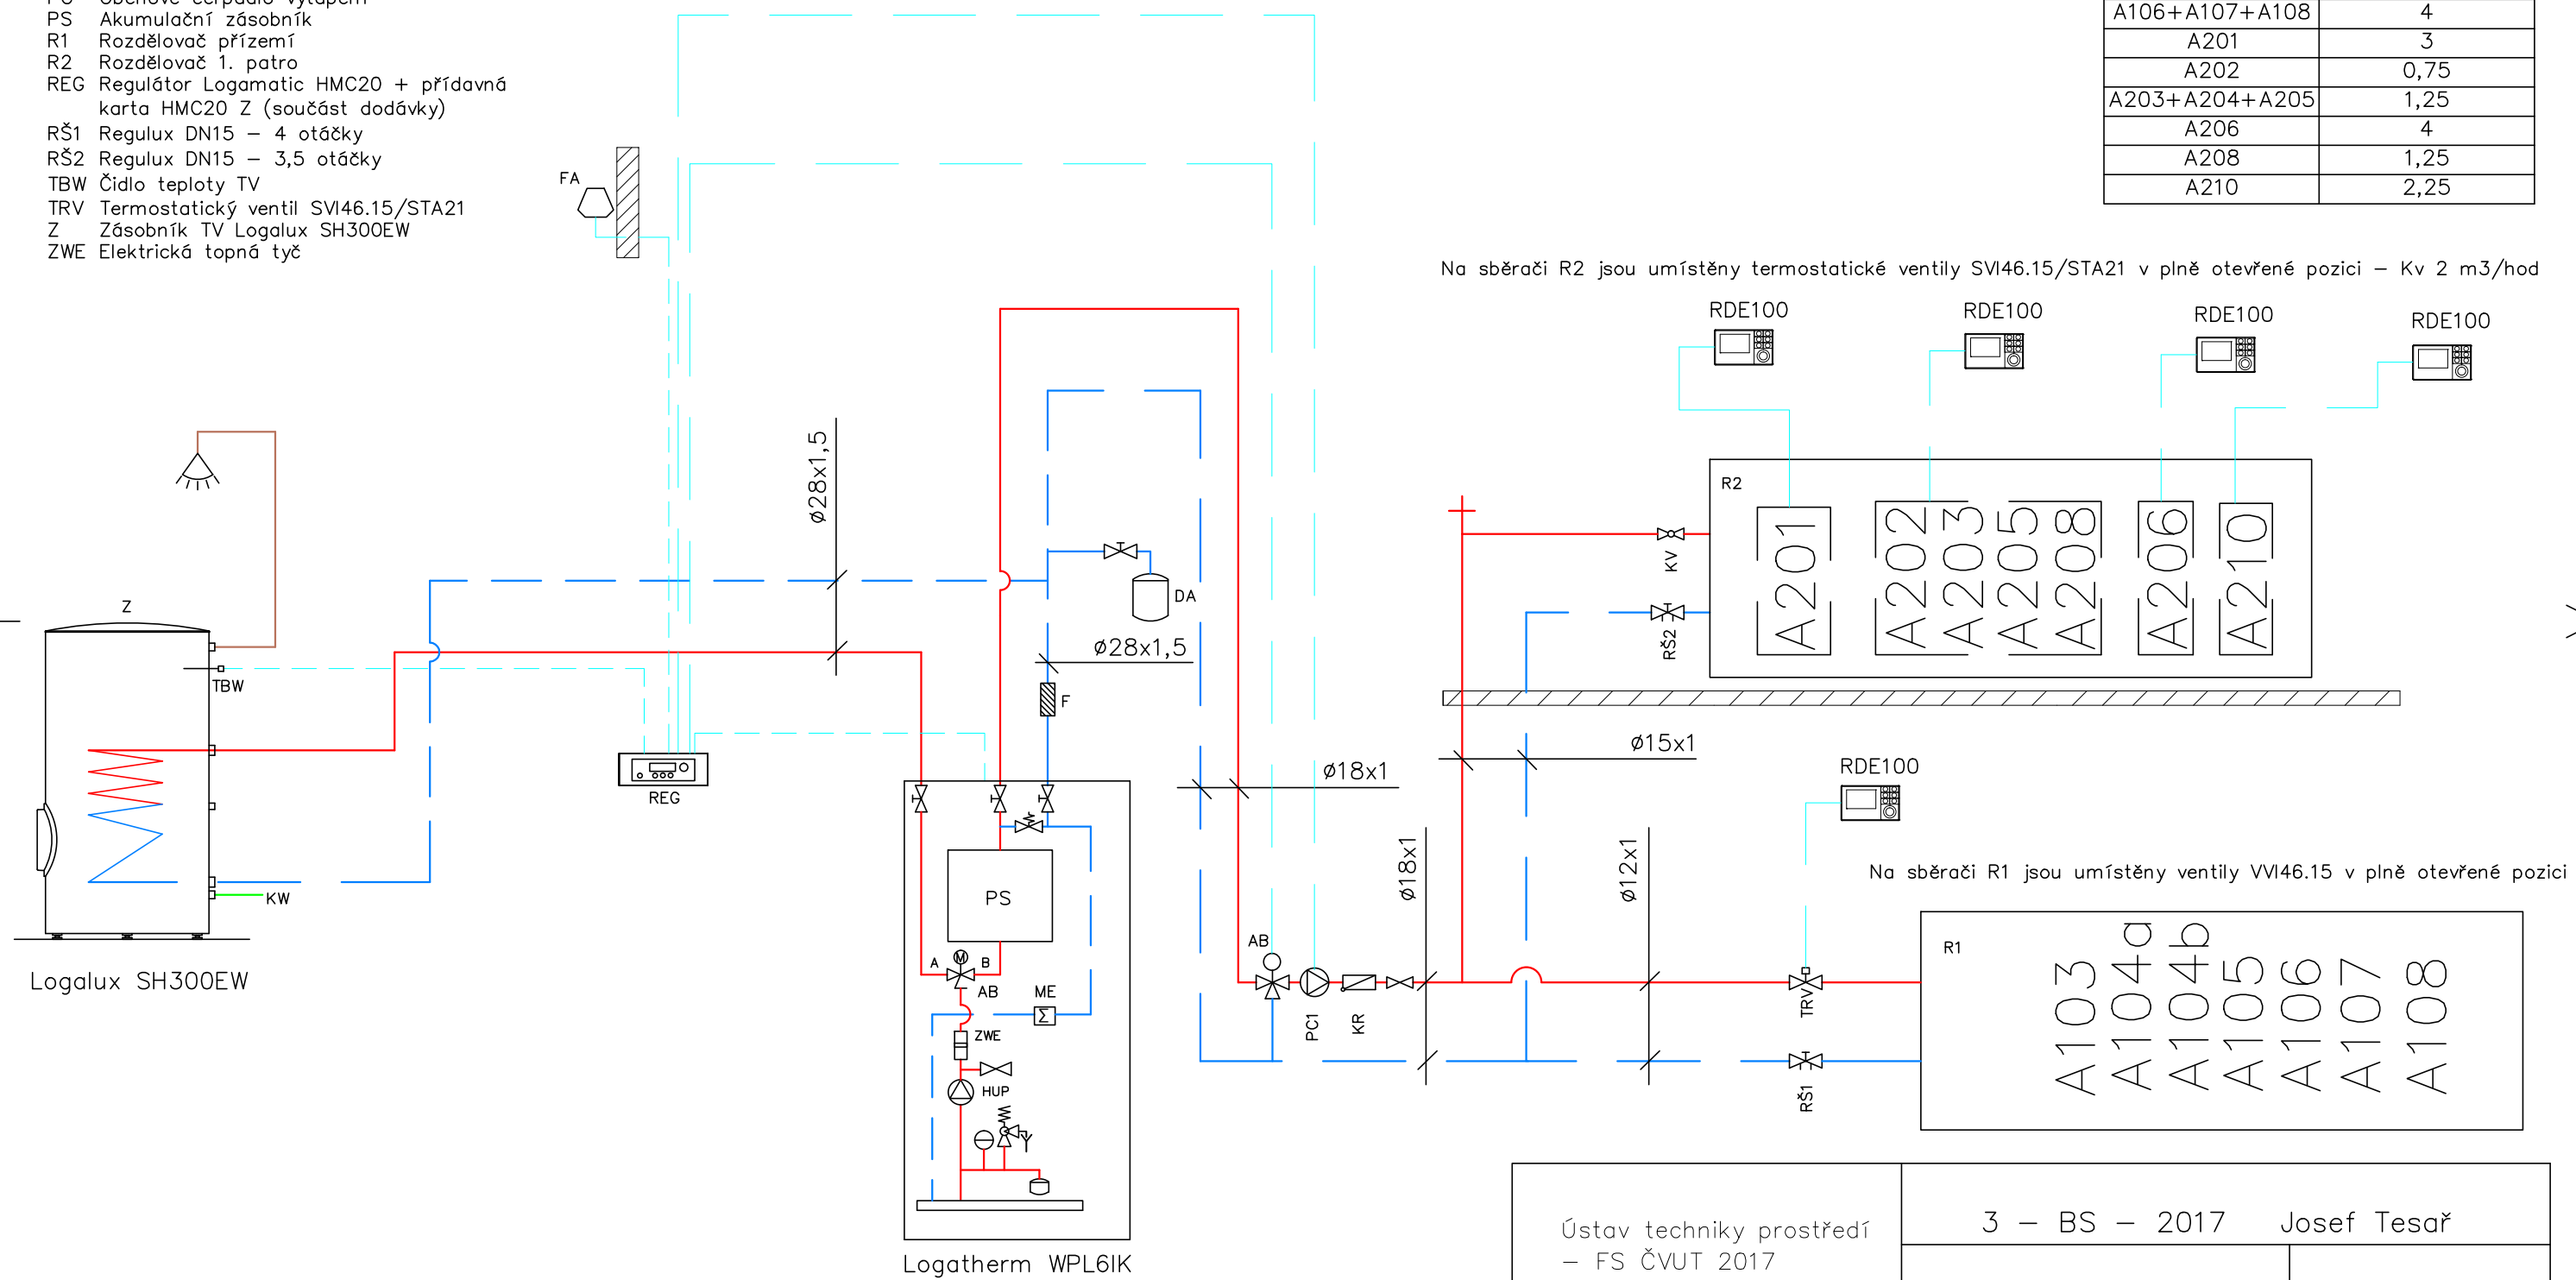 PS Akumulační zásobník
R1 Rozdělovač přízemí
R2 Rozdělovač 1. patro
REG Regulátor Logamatic HMC20 + přídavná
karta HMC20 Z (součást dodávky)
RŠ1 Regulux DN15 – 4 otáčky
RŠ2 Regulux DN15 – 3,5 otáčky
TBW Čidlo teploty TV
TRV Termostatický ventil SVI46.15/STA21
Z Zásobník TV Logalux SH300EW
ZWE Elektrická topná tyč
A106+A107+A108 4
A201 3
A202 0,75
A203+A204+A205 1,25
A206 4
A208 1,25
A210 2,25
FA
Na sběrači R2 jsou umístěny termostatické ventily SVI46.15/STA21 v plně otevřené pozici – Kv 2 m3/hod
RDE100
RDE100
RDE100
RDE100
ø28x1,5
R2
A201
A202
A203
A205
A208
A206
A210
KV
RŠ2
DA
ø28x1,5
F
Z
TBW
KW
Logalux SH300EW
REG
ø15x1
ø18x1
RDE100
ø18x1
ø12x1
Na sběrači R1 jsou umístěny ventily VVI46.15 v plně otevřené pozici
PS
A
M
B
AB
ME
Σ
ZWE
HUP
Logatherm WPL6IK
AB
PC1
KR
TRV
RŠ1
R1
A103
A104a
A104b
A105
A106
A107
A108
Ústav techniky prostředí
– FS ČVUT 2017
3 – BS – 2017 Josef Tesař